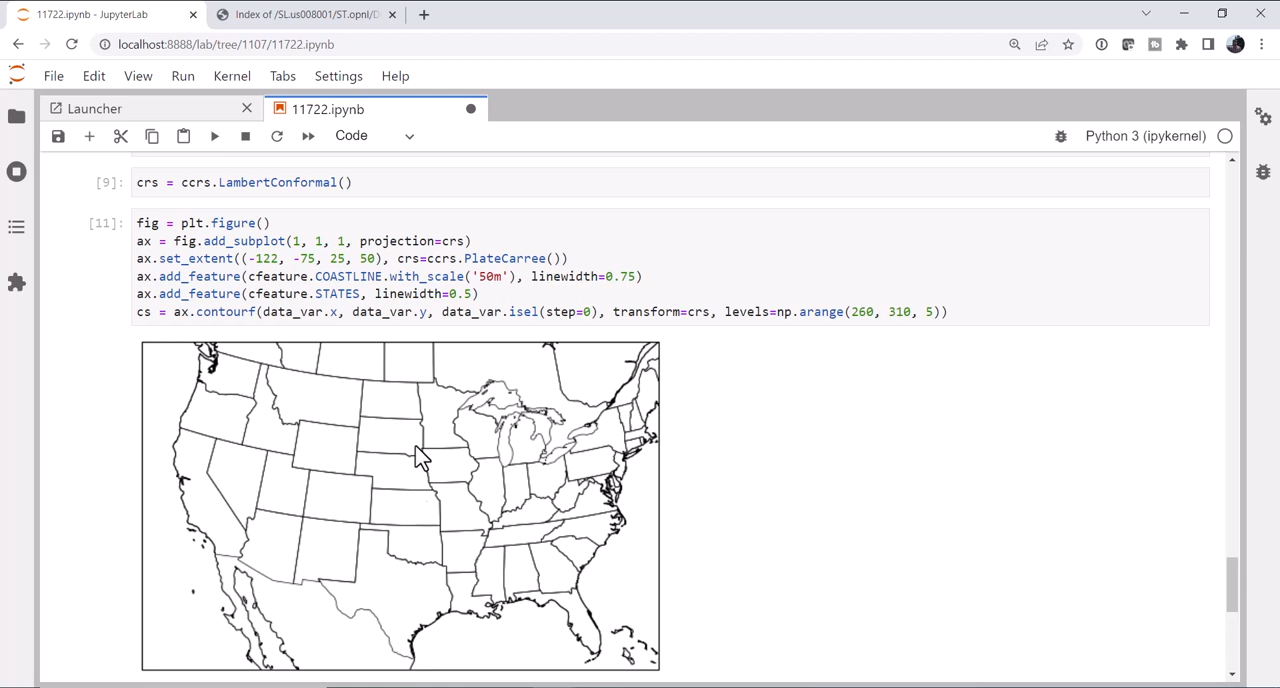 11722.ipynb - JupyterLab
Index of /SL.us008001/ST.opnl/D
localhost:8888/lab/tree/1107/11722.ipynb
File Edit View Run Kernel Tabs Settings Help
Launcher
11722.ipynb
Code
Python 3 (ipykernel)
[9]:
crs = ccrs.LambertConformal()
[11]:
fig = plt.figure()
ax = fig.add_subplot(1, 1, 1, projection=crs)
ax.set_extent((-122, -75, 25, 50), crs=ccrs.PlateCarree())
ax.add_feature(cfeature.COASTLINE.with_scale('50m'), linewidth=0.75)
ax.add_feature(cfeature.STATES, linewidth=0.5)
cs = ax.contourf(data_var.x, data_var.y, data_var.isel(step=0), transform=crs, levels=np.arange(260, 310, 5))